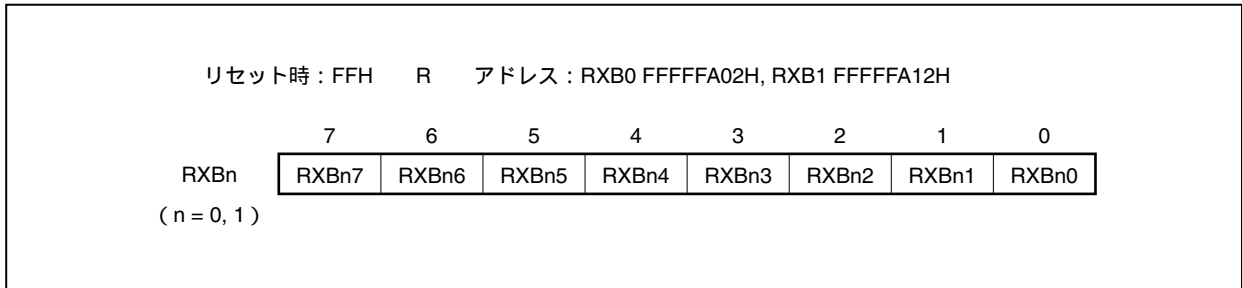 リセット時：FFH　　R　　アドレス：RXB0 FFFFFA02H, RXB1 FFFFFA12H
7 6 5 4 3 2 1 0
RXBn RXBn7 RXBn6 RXBn5 RXBn4 RXBn3 RXBn2 RXBn1 RXBn0
（n = 0, 1）